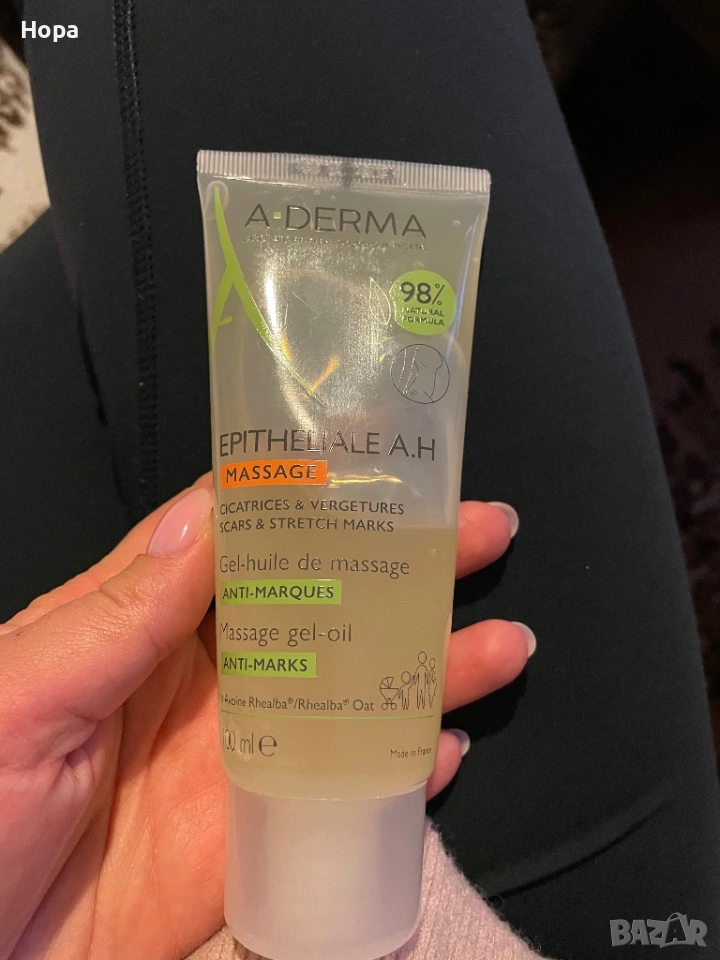 Нова
A-DERMA
98%
NATURAL
FORMULA
EPITHELIALE A.H
MASSAGE
CICATRICES & VERGETURES
SCARS & STRETCH MARKS
Gel-huile de massage
ANTI-MARQUES
Massage gel-oil
ANTI-MARKS
Avoine Rhealba®/Rhealba® Oat
100 ml e
Made in France
BAZAR